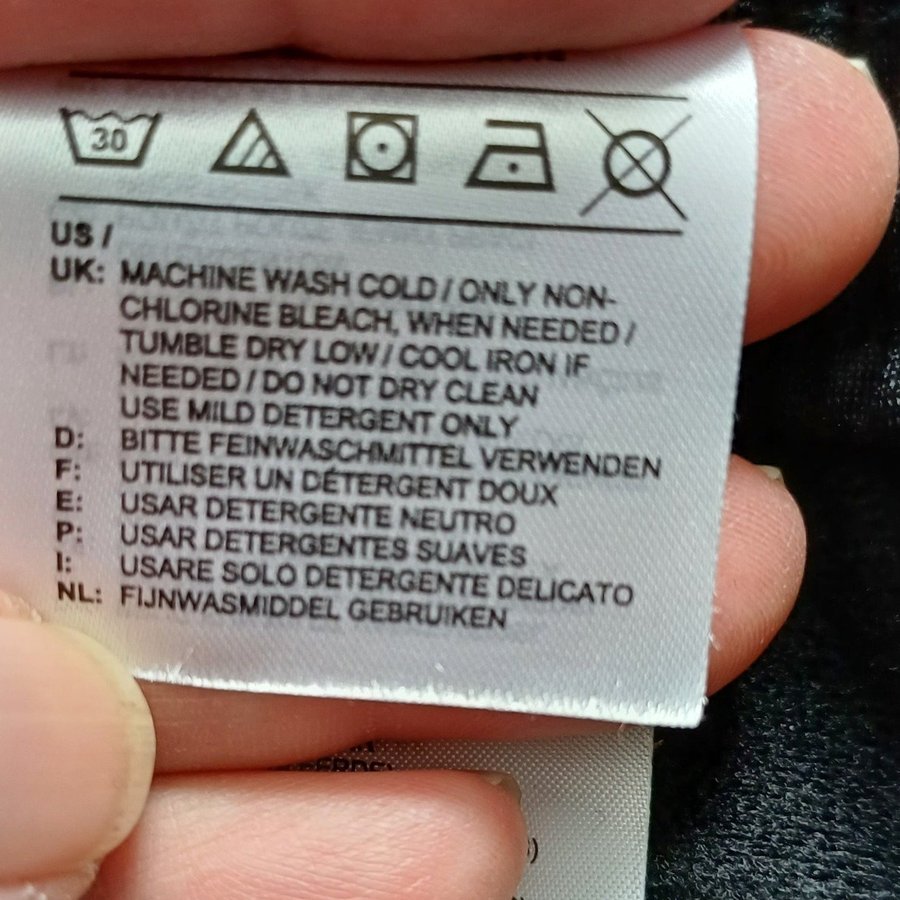 30
US /
UK: MACHINE WASH COLD / ONLY NON-
CHLORINE BLEACH, WHEN NEEDED /
TUMBLE DRY LOW / COOL IRON IF
NEEDED / DO NOT DRY CLEAN
USE MILD DETERGENT ONLY
D: BITTE FEINWASCHMITTEL VERWENDEN
F: UTILISER UN DÉTERGENT DOUX
E: USAR DETERGENTE NEUTRO
P: USAR DETERGENTES SUAVES
I: USARE SOLO DETERGENTE DELICATO
NL: FIJNWASMIDDEL GEBRUIKEN